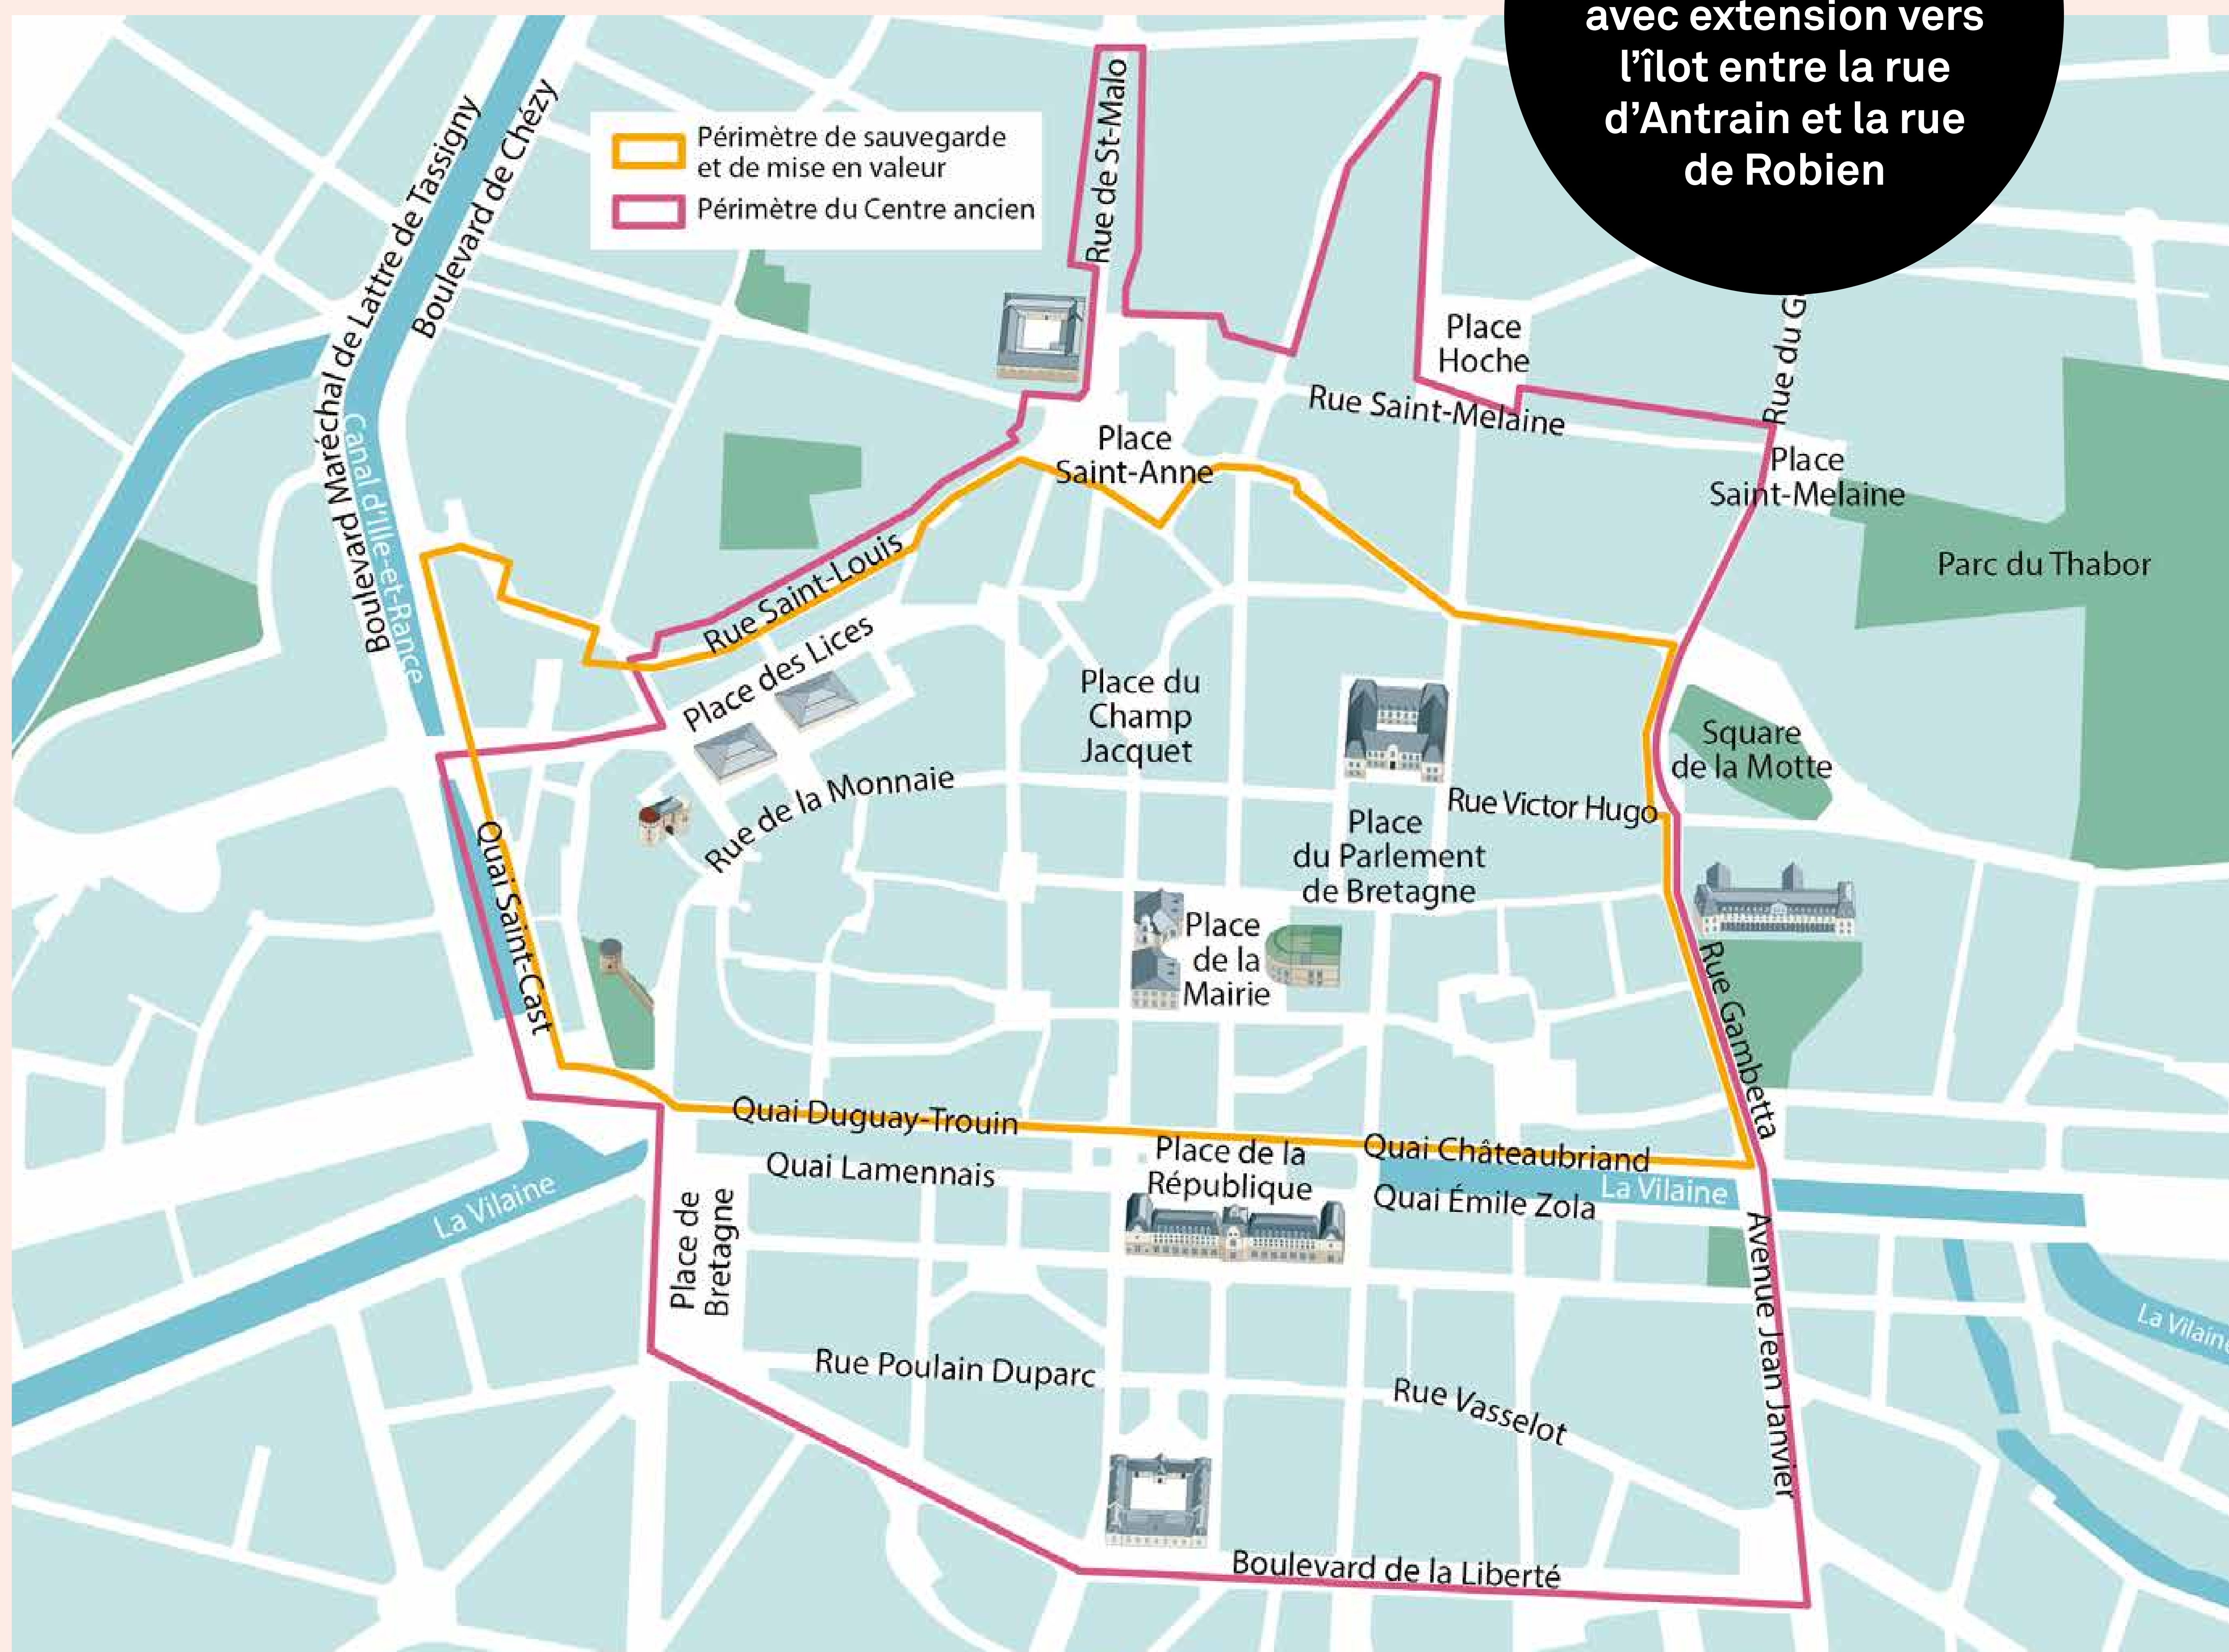 avec extension vers
l'îlot entre la rue
d'Antrain et la rue
de Robien
Périmètre de sauvegarde
et de mise en valeur
Périmètre du Centre ancien
Boulevard Maréchal de Lattre de Tassigny
Boulevard de Chézy
Canal d'Ille-et-Rance
Rue de St-Malo
Place
Hoche
Rue du G
Rue Saint-Melaine
Place
Saint-Anne
Place
Saint-Melaine
Parc du Thabor
Rue Saint-Louis
Place des Lices
Place du
Champ
Jacquet
Square
de la Motte
Rue de la Monnaie
Rue Victor Hugo
Place
du Parlement
de Bretagne
Quai Saint-Cast
Place
de la
Mairie
Rue Gambetta
Quai Duguay-Trouin
Quai Lamennais
Place de la
République
Quai Châteaubriand
Quai Émile Zola
La Vilaine
La Vilaine
Place de
Bretagne
Avenue Jean Janvier
La Vilaine
Rue Poulain Duparc
Rue Vasselot
Boulevard de la Liberté